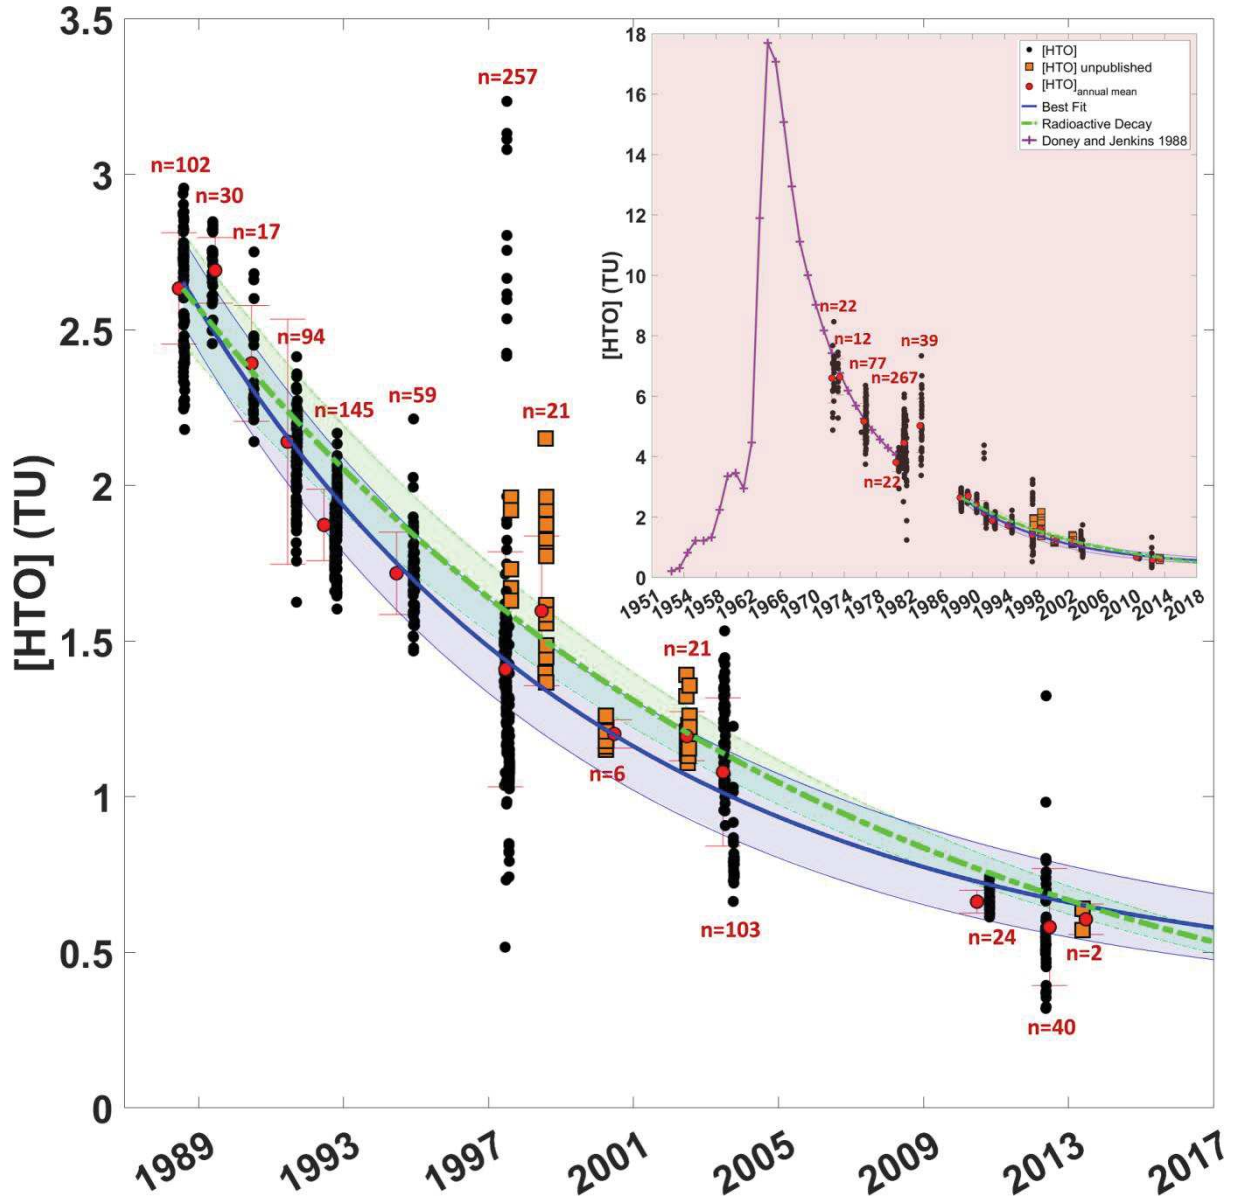 3.5
3
2.5
2
1.5
1
0.5
0
[HTO] (TU)
1989
1993
1997
2001
2005
2009
2013
2017
n=102
n=30
n=17
n=94
n=145
n=59
n=257
n=21
n=6
n=21
n=103
n=24
n=40
n=2
18
16
14
12
10
8
6
4
2
0
[HTO] (TU)
1951
1954
1958
1962
1966
1970
1974
1978
1982
1986
1990
1994
1998
2002
2006
2010
2014
2018
n=22
n=12
n=77
n=267
n=39
n=22
[HTO]
[HTO] unpublished
[HTO]annual mean
Best Fit
Radioactive Decay
Doney and Jenkins 1988